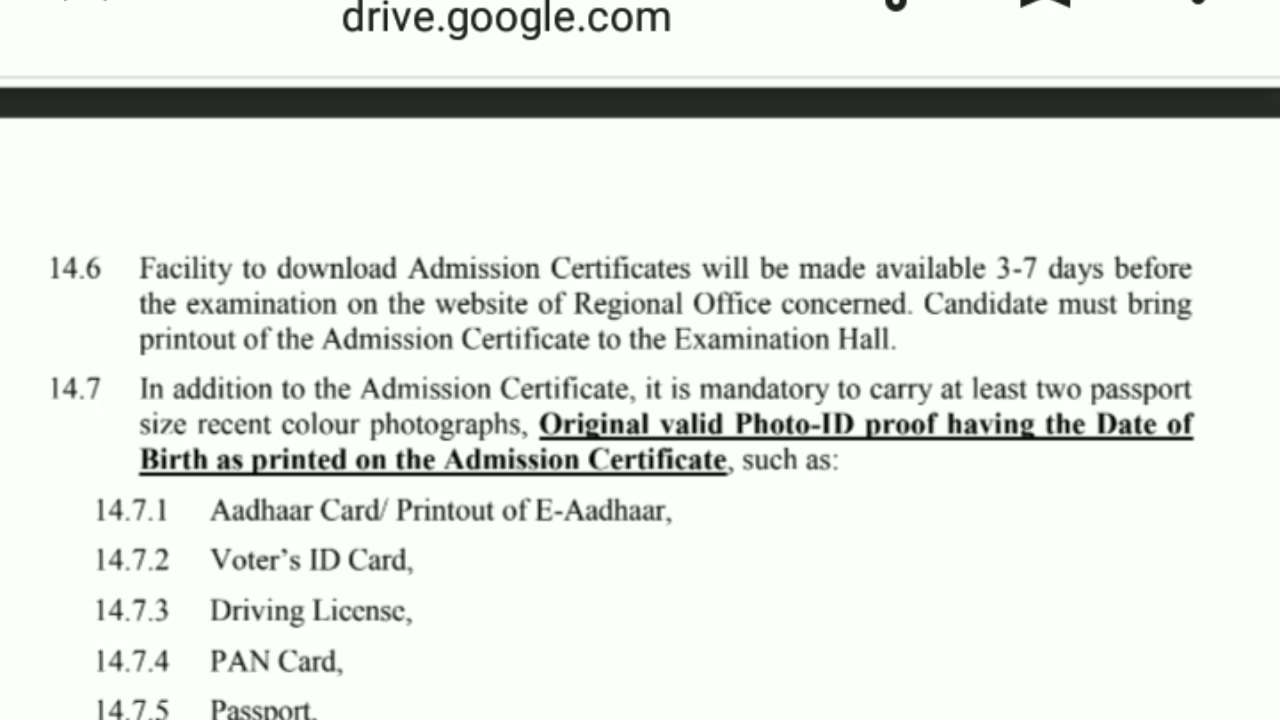 drive.google.com
14.6 Facility to download Admission Certificates will be made available 3-7 days before
the examination on the website of Regional Office concerned. Candidate must bring
printout of the Admission Certificate to the Examination Hall.
14.7 In addition to the Admission Certificate, it is mandatory to carry at least two passport
size recent colour photographs, Original valid Photo-ID proof having the Date of
Birth as printed on the Admission Certificate, such as:
14.7.1 Aadhaar Card/ Printout of E-Aadhaar,
14.7.2 Voter's ID Card,
14.7.3 Driving License,
14.7.4 PAN Card,
14.7.5 Passport,